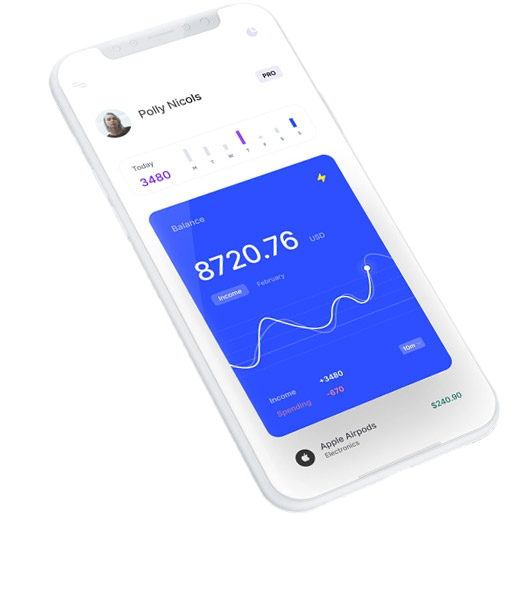 PRO
Polly Nicols
Today
3480
M T W T F S S
Balance
8720.76 USD
Income February
10m
Income +3480
Spending -670
Apple Airpods
Electronics
$240.90